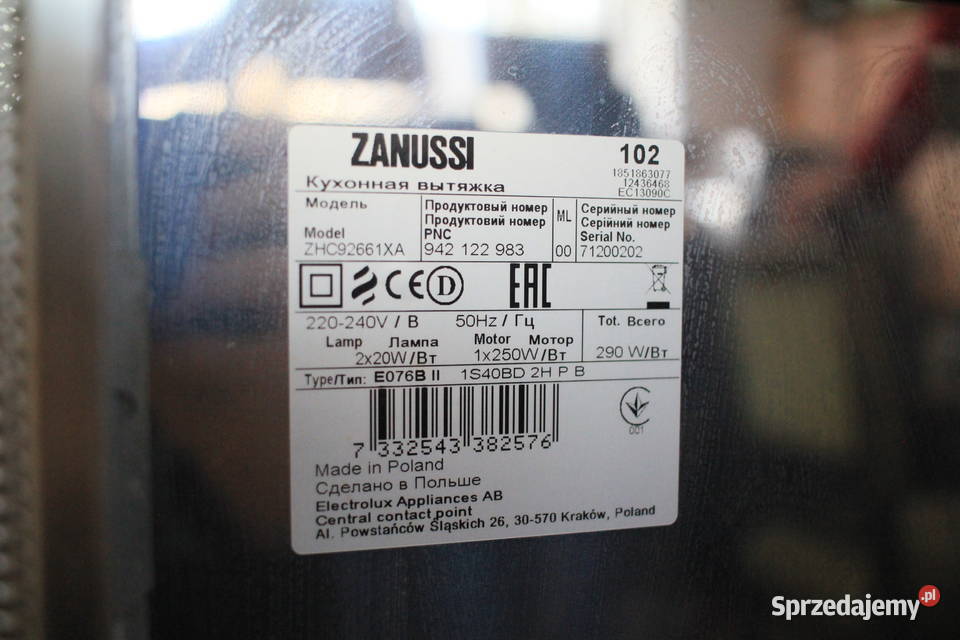 ZANUSSI
102
1851863077
12436468
EC13090C
Кухонная вытяжка
Модель
Model
ZHC92661XA
Продуктовый номер
Продуктовий номер
PNC
942 122 983
ML
00
Серийный номер
Серійний номер
Serial No.
71200202
CE D EAC
220-240V / В 50Hz / Гц
Lamp Лампа Motor Мотор
2x20W/Вт 1x250W/Вт
Tot. Всего
290 W/Вт
Type/Тип: E076B II 1S40BD 2H P B
7 332543 382576
001
Made in Poland
Сделано в Польше
Electrolux Appliances AB
Central contact point
Al. Powstańców Śląskich 26, 30-570 Kraków, Poland
Sprzedajemy.pl